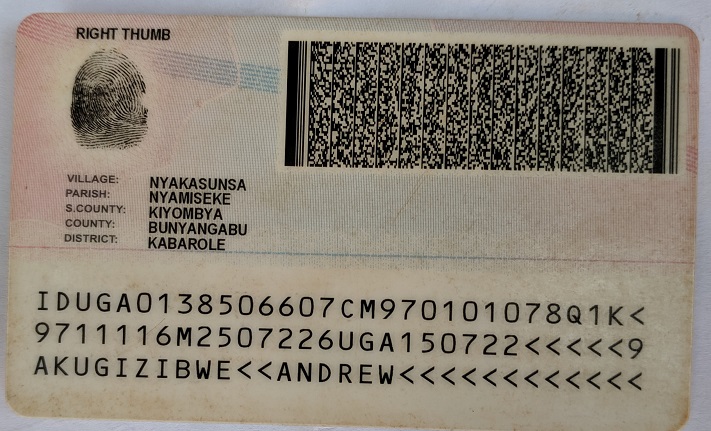 RIGHT THUMB
VILLAGE: NYAKASUNSA
PARISH: NYAMISEKE
S.COUNTY: KIYOMBYA
COUNTY: BUNYANGABU
DISTRICT: KABAROLE
IDUGA0138506607CM970101078Q1K<
9711116M2507226UGA150722<<<<<9
AKUGIZIBWE<<ANDREW<<<<<<<<<<<<